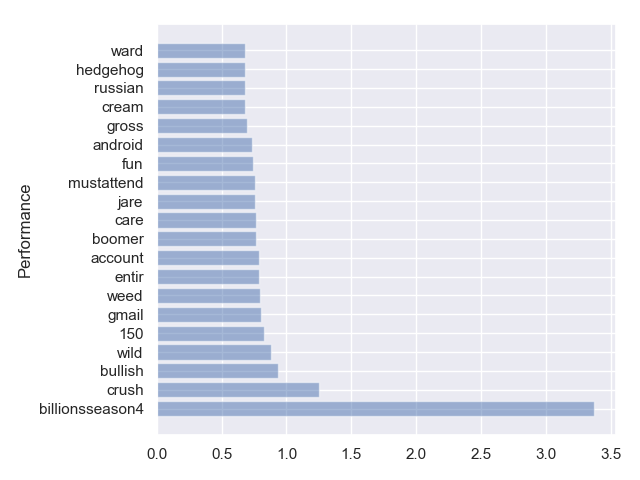 ward
hedgehog
russian
cream
gross
android
fun
mustattend
jare
care
boomer
account
entir
weed
gmail
150
wild
bullish
crush
billionsseason4
Performance
0.0 0.5 1.0 1.5 2.0 2.5 3.0 3.5